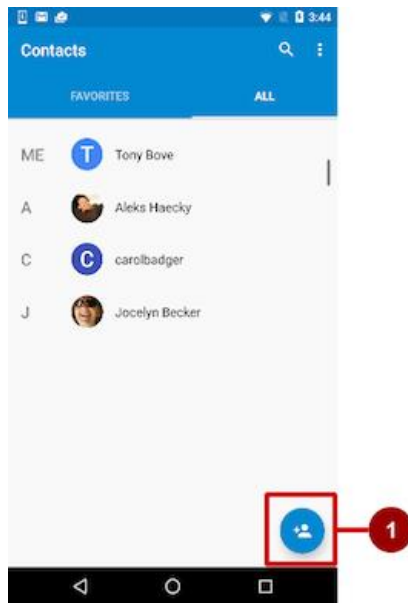 3:44
Contacts
FAVORITES ALL
ME T Tony Bove
A Aleks Haecky
C C carolbadger
J Jocelyn Becker
1